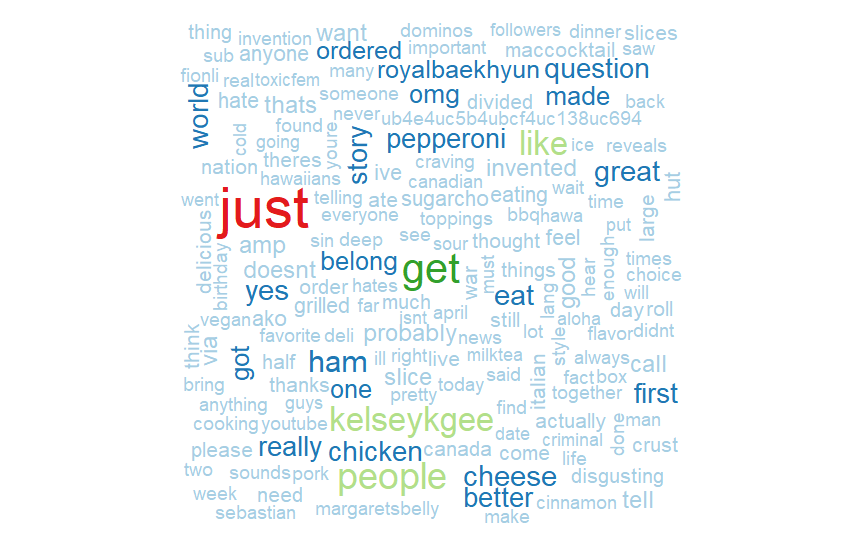 thing invention want dominos followers dinner slices
sub anyone ordered important maccocktail saw
fionli real toxicfem many royalbaekhyun question
world hate thats someone omg divided made back
found never ub4e4uc5b4ubcf4uc138uc694
cold going youre story pepperoni like ice reveals
nation theres ive craving invented great hut
hawaiians canadian wait
went just telling ate sugarcho eating time large
everyone toppings bbqhawa put
delicious amp sin deep see sour thought feel
birthday doesnt belong get war must things good hear enough times choice
yes order hates eat lang will
grilled far much isnt april still aloha day roll
vegan ako favorite deli probably news lot style flavor didnt
think via got half ham ill right live milktea italian always call
bring thanks one slice pretty today said fact box first
anything guys kelseykgee find together
cooking youtube date actually man
please really chicken canada come criminal done crust
two sounds pork people cheese life disgusting
week need better cinnamon tell
sebastian margaretsbelly make